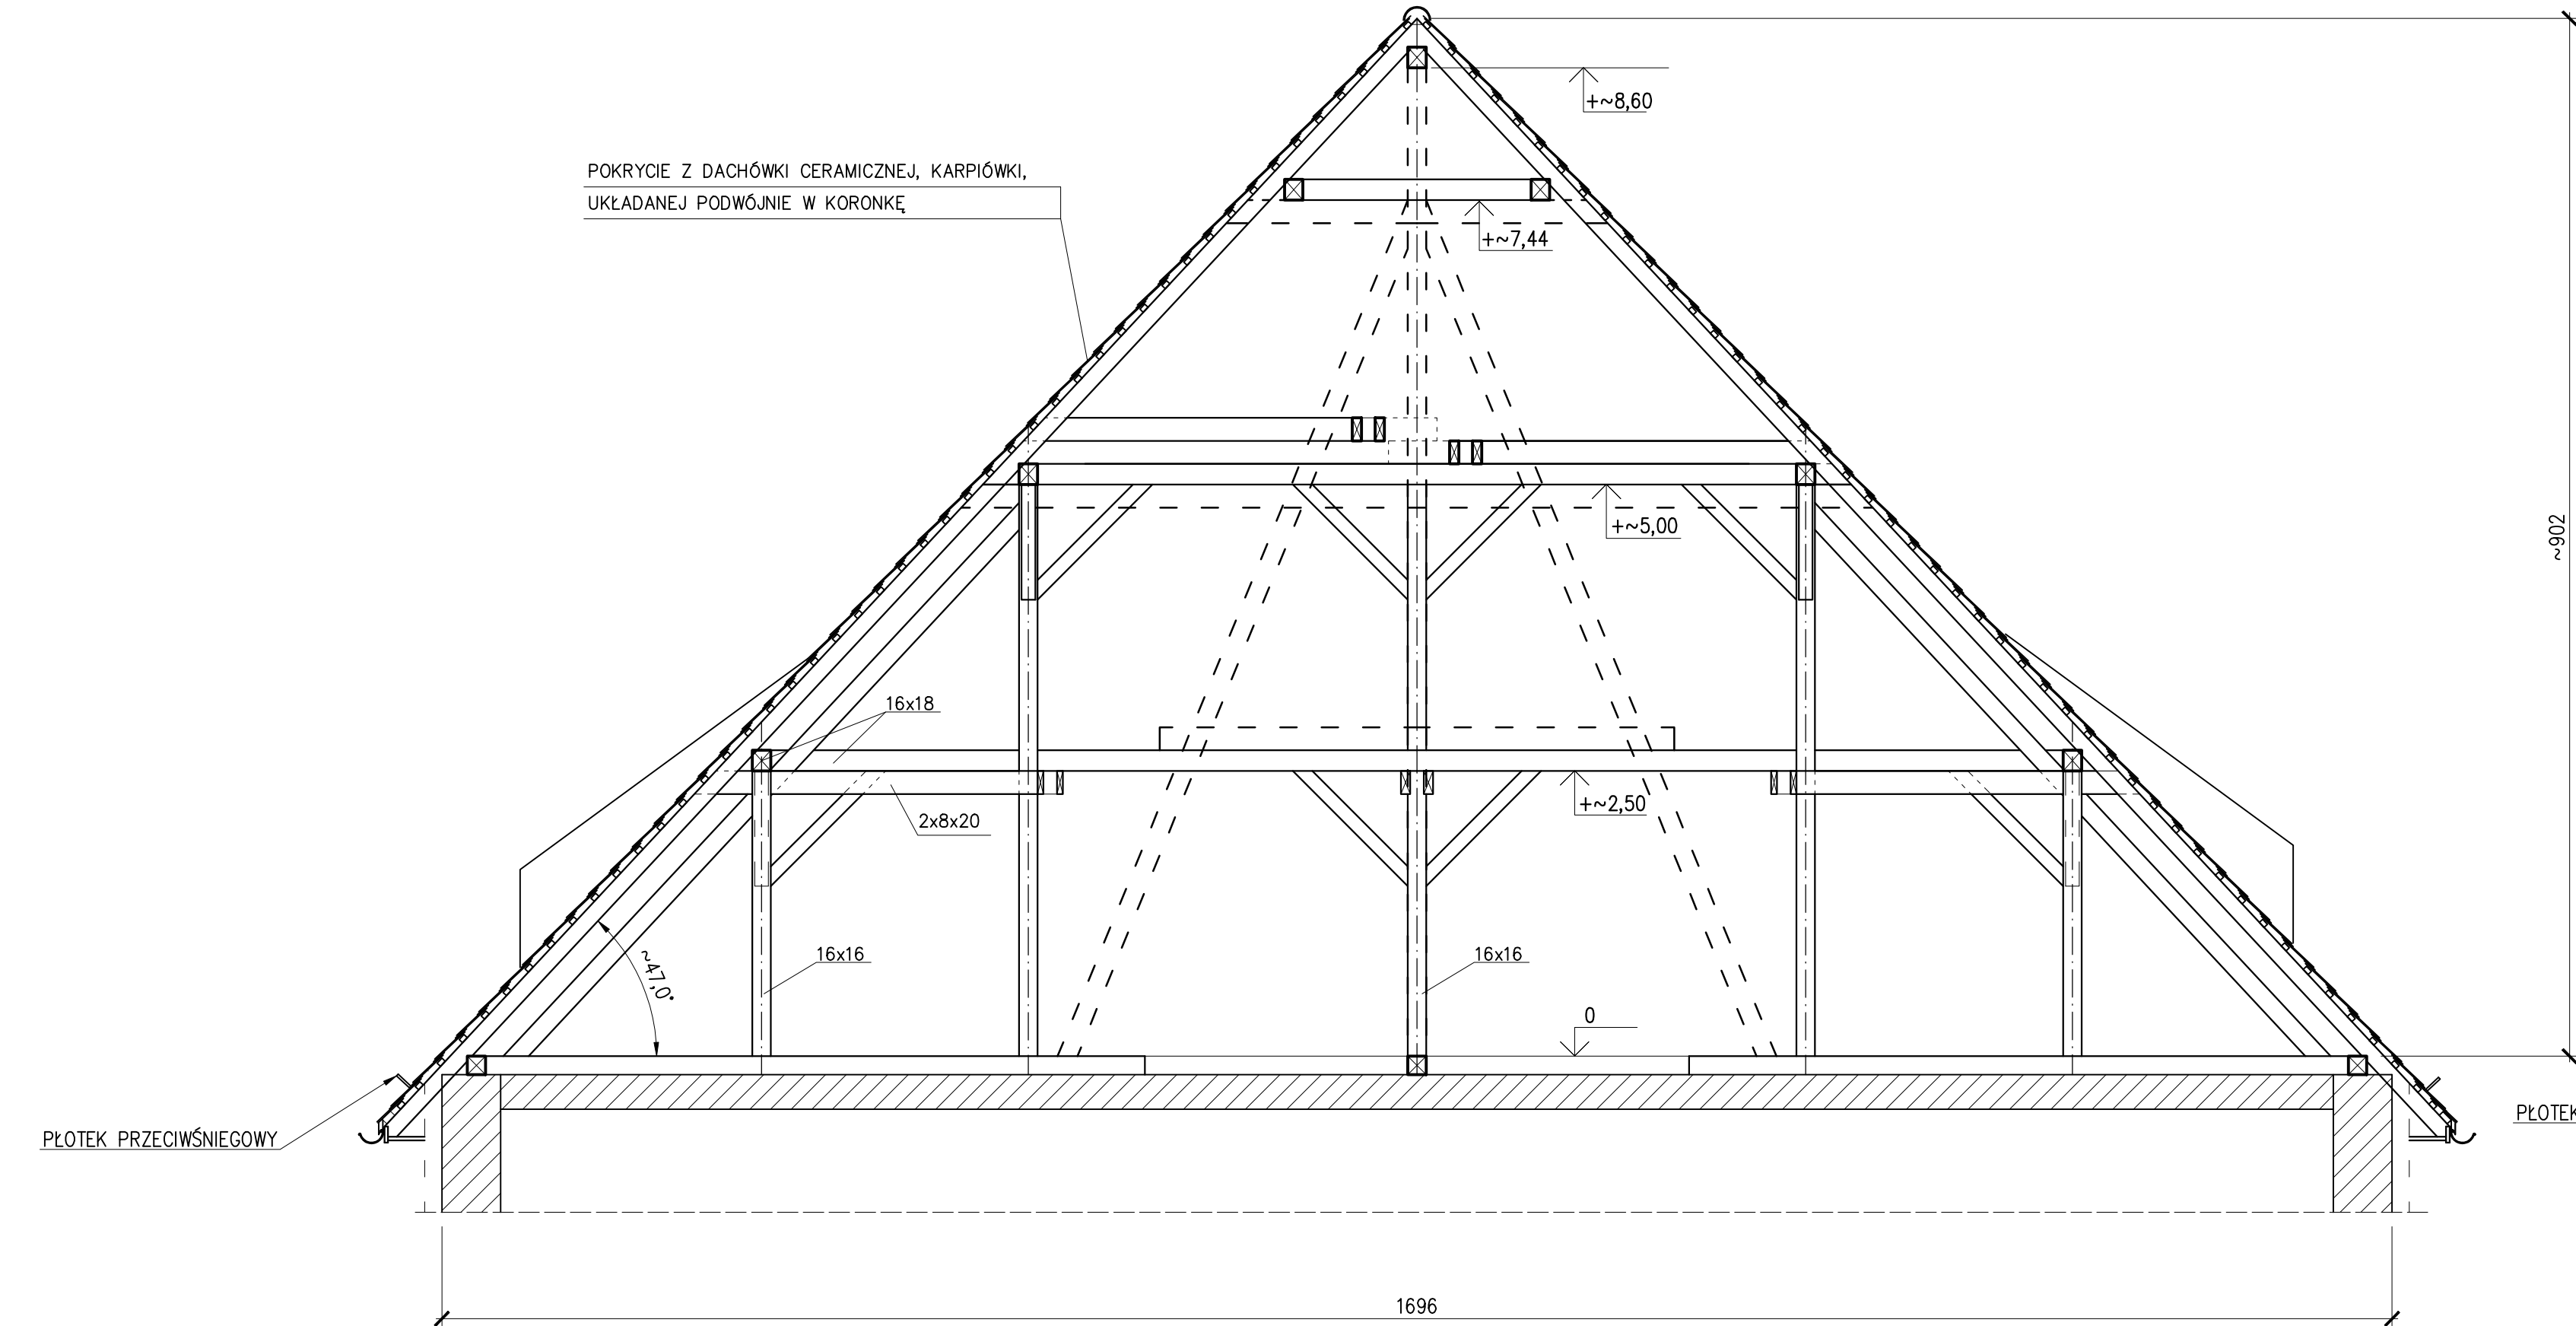 +~8,60
POKRYCIE Z DACHÓWKI CERAMICZNEJ, KARPIÓWKI,
UKŁADANEJ PODWÓJNIE W KORONKĘ
+~7,44
+~5,00
~902
16x18
+~2,50
2x8x20
16x16
16x16
~47,0°
0
PŁOTEK PRZECIWŚNIEGOWY
PŁOTEK
1696